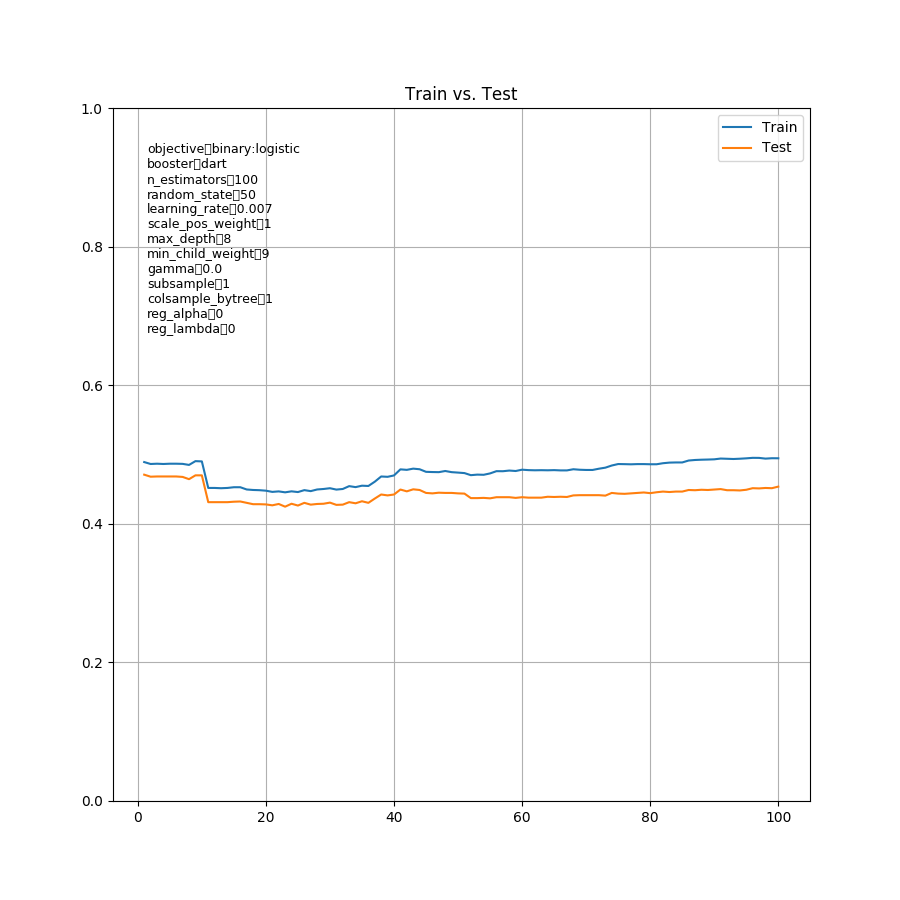 Train vs. Test
1.0
Train
Test
objective▯binary:logistic
booster▯dart
n_estimators▯100
random_state▯50
learning_rate▯0.007
scale_pos_weight▯1
max_depth▯8
min_child_weight▯9
gamma▯0.0
subsample▯1
colsample_bytree▯1
reg_alpha▯0
reg_lambda▯0
0.8
0.6
0.4
0.2
0.0
0 20 40 60 80 100